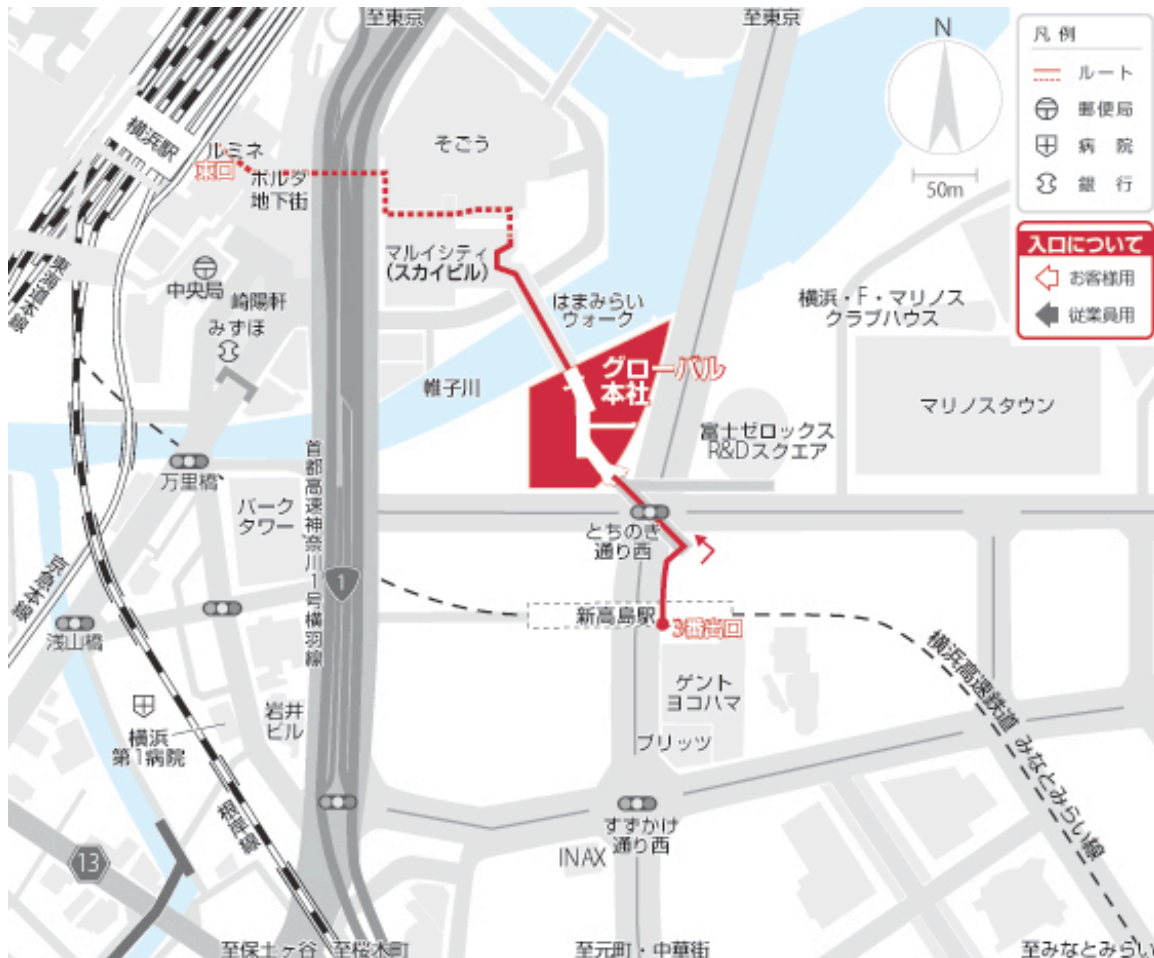 至東京
至東京
N
50m
凡例
ルート
郵便局
病 院
銀 行
入口について
お客様用
従業員用
横浜駅
ルミネ
東口
ポルタ
地下街
そごう
マルイシティ
(スカイビル)
東海道本線
中央局
崎陽軒
みずほ
はまみらい
ウォーク
横浜・F・マリノス
クラブハウス
グローバル
本社
帷子川
マリノスタウン
富士ゼロックス
R&Dスクエア
万里橋
パーク
タワー
首都高速神奈川1号横羽線
1
とちのき
通り西
京急本線
浅山橋
新高島駅
3番出口
横浜高速鉄道 みなとみらい線
ゲント
ヨコハマ
ブリッツ
横浜
第1病院
岩井
ビル
根岸線
すずかけ
通り西
INAX
13
至保土ヶ谷
至桜木町
至元町・中華街
至みなとみらい